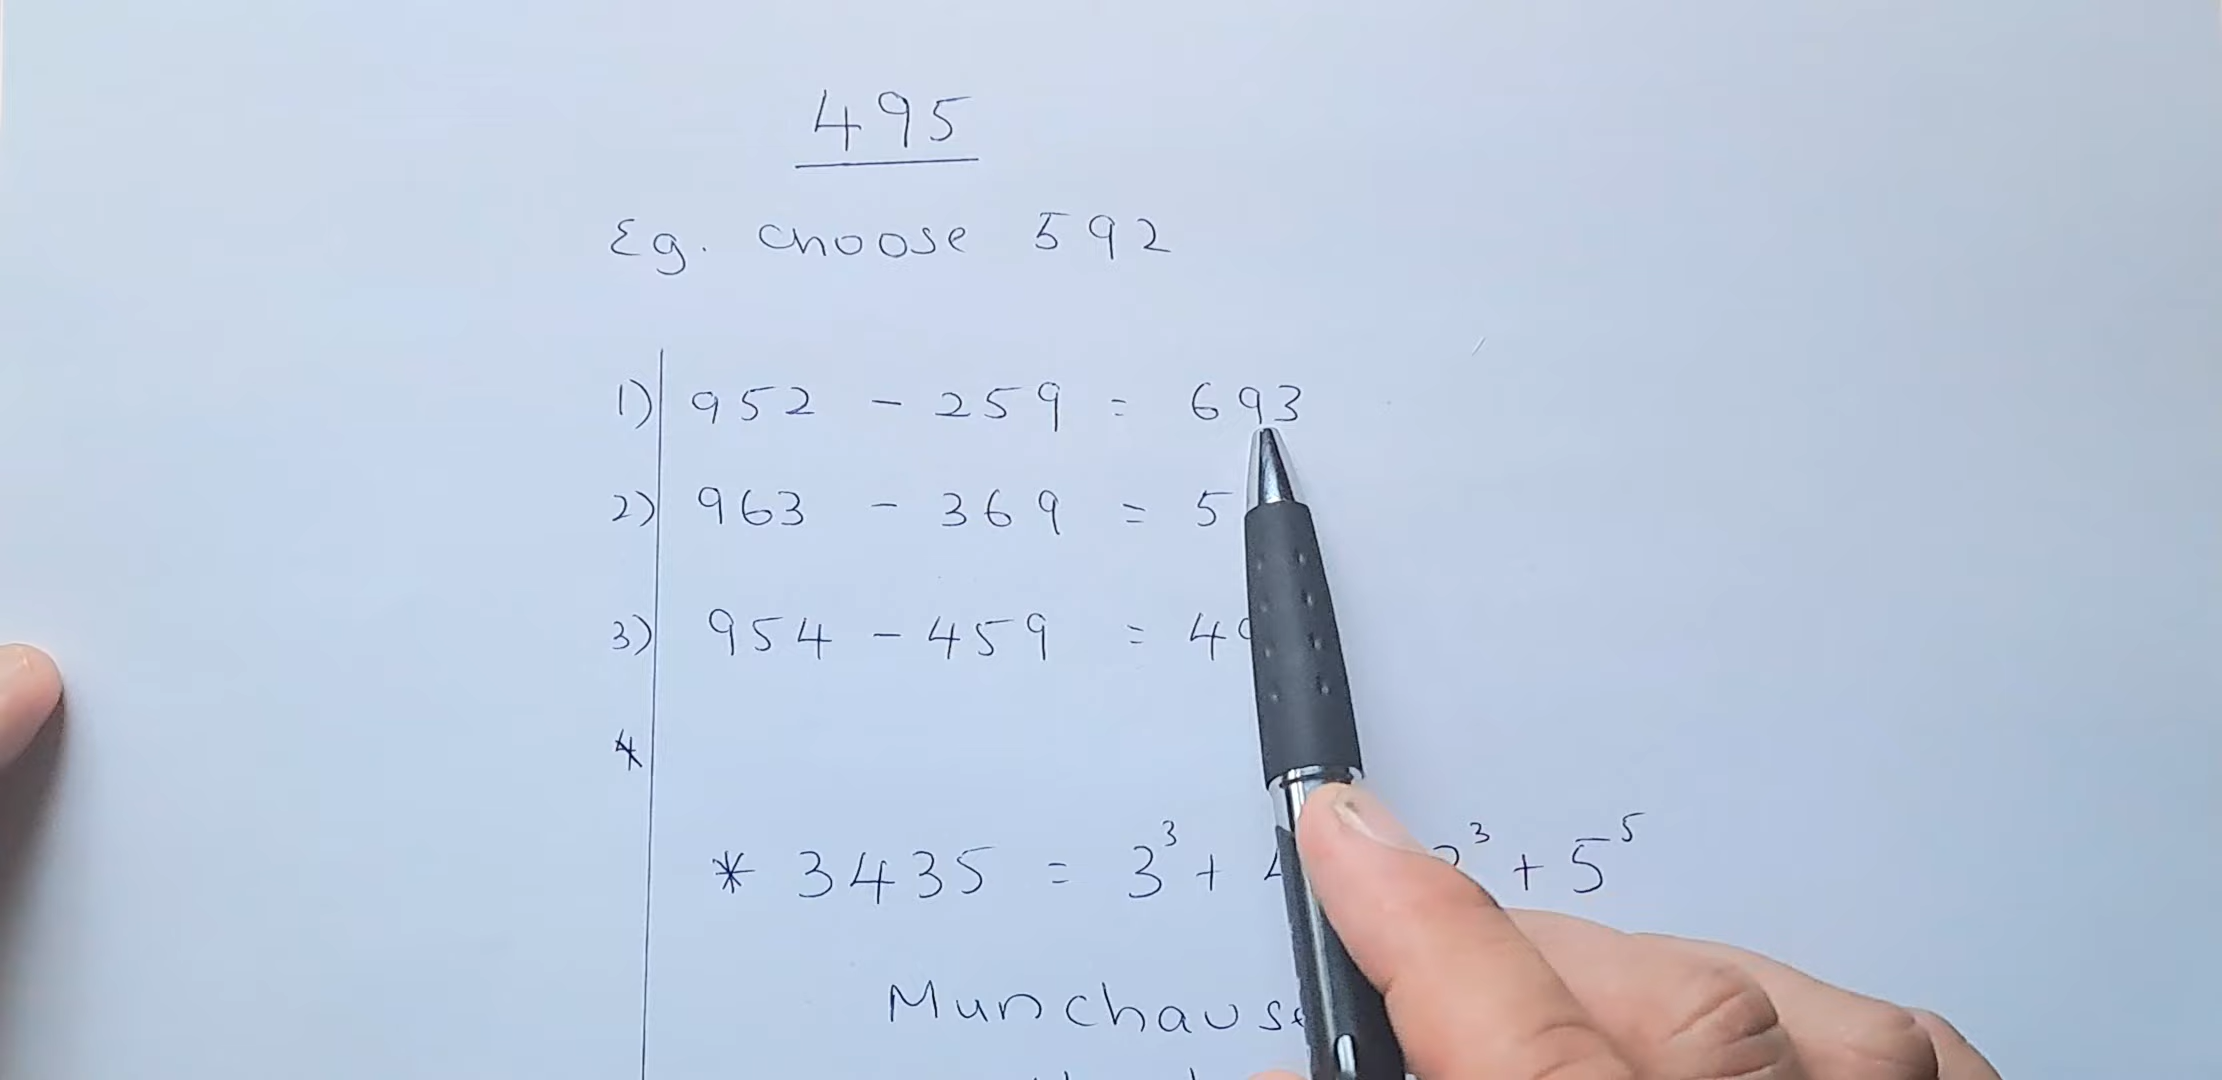 495
Eg. choose 592
1) 952 - 259 = 693
2) 963 - 369 = 5
3) 954 - 459 = 4
4
* 3435 = 3³ + 3 + 5⁵